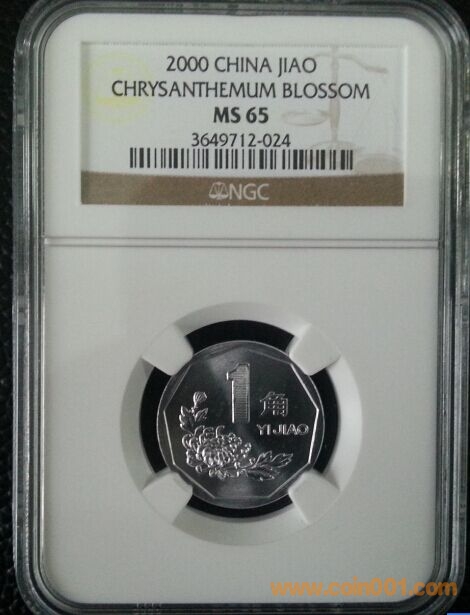 2000 CHINA JIAO
CHRYSANTHEMUM BLOSSOM
MS 65
3649712-024
NGC
1角
YI JIAO
www.coin001.com